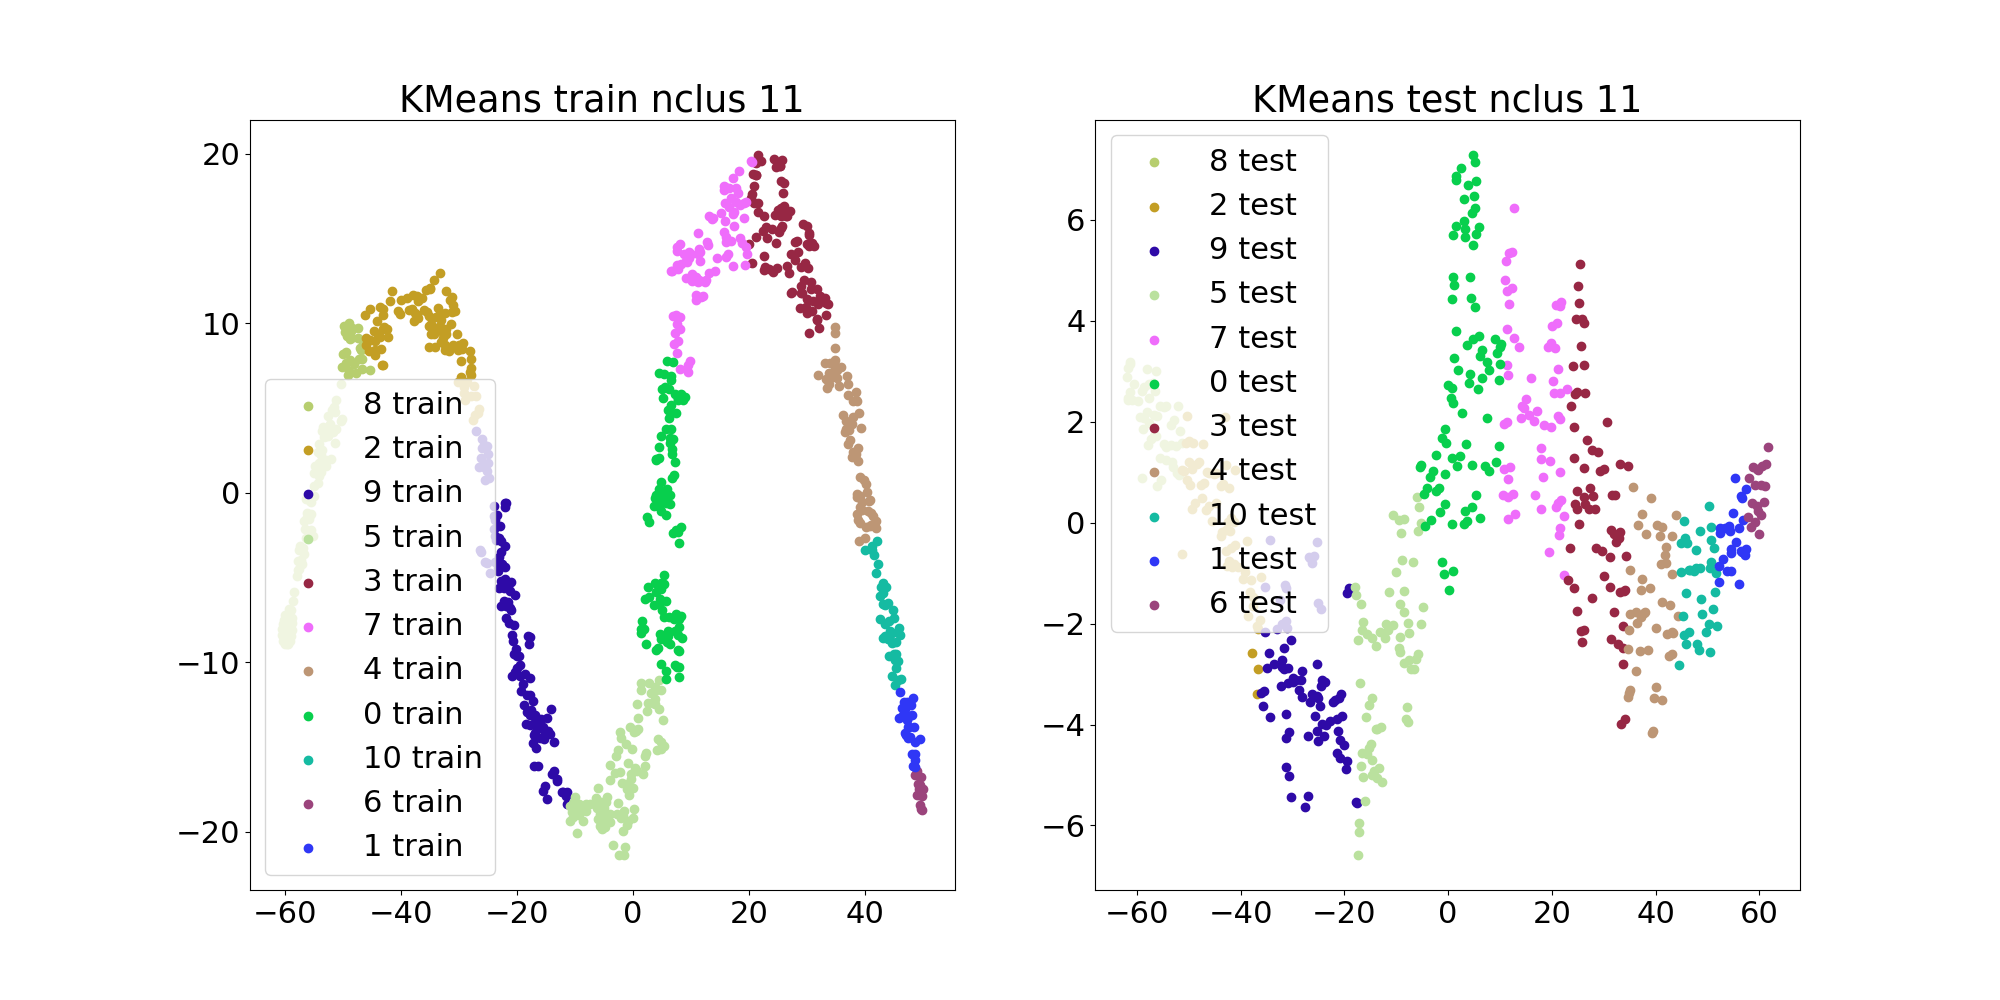 KMeans train nclus 11
20
10
0
−10
−20
−60
−40
−20
0
20
40
8 train
2 train
9 train
5 train
3 train
7 train
4 train
0 train
10 train
6 train
1 train
KMeans test nclus 11
6
4
2
0
−2
−4
−6
−60
−40
−20
0
20
40
60
8 test
2 test
9 test
5 test
7 test
0 test
3 test
4 test
10 test
1 test
6 test